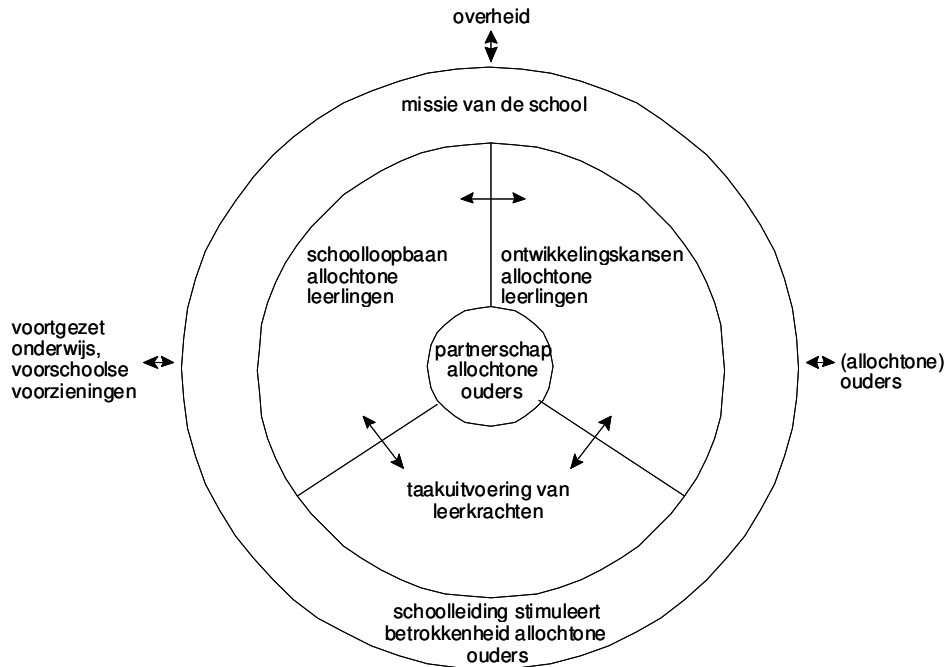 overheid
missie van de school
schoolloopbaan
allochtone
leerlingen
ontwikkelingskansen
allochtone
leerlingen
voortgezet
onderwijs,
voorschoolse
voorzieningen
partnerschap
allochtone
ouders
(allochtone)
ouders
taakuitvoering van
leerkrachten
schoolleiding stimuleert
betrokkenheid allochtone
ouders